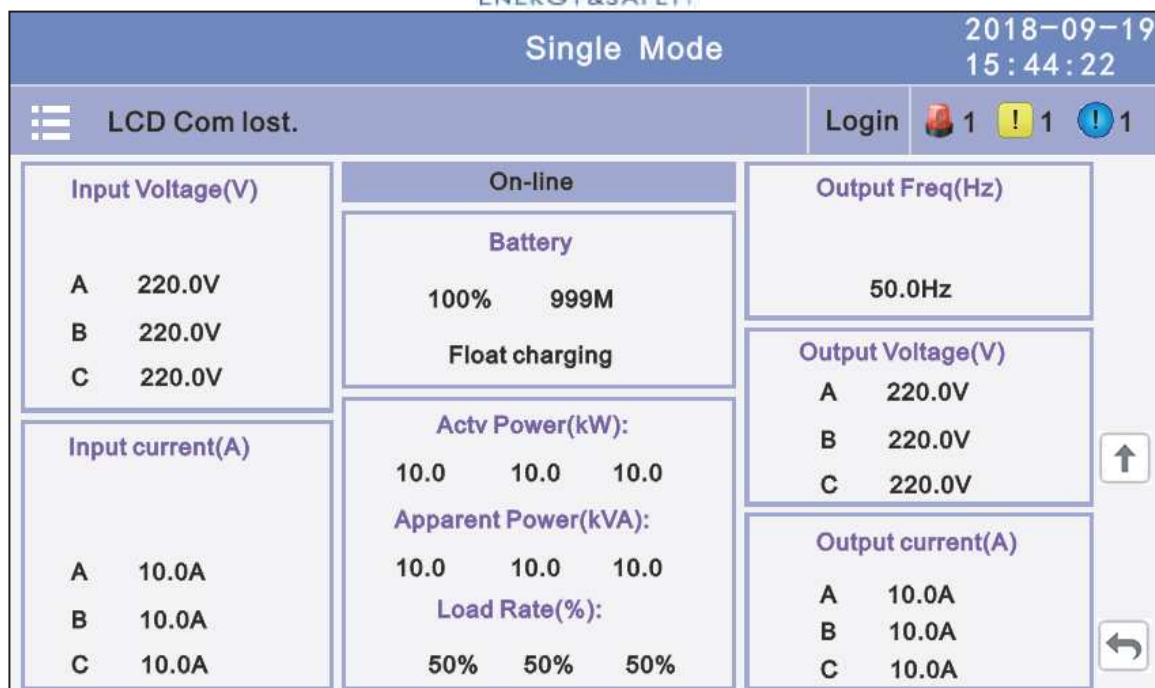 Single Mode
2018-09-19
15:44:22
LCD Com lost.
Login
1
! 1
! 1
Input Voltage(V)
A 220.0V
B 220.0V
C 220.0V
Input current(A)
A 10.0A
B 10.0A
C 10.0A
On-line
Battery
100% 999M
Float charging
Actv Power(kW):
10.0 10.0 10.0
Apparent Power(kVA):
10.0 10.0 10.0
Load Rate(%):
50% 50% 50%
Output Freq(Hz)
50.0Hz
Output Voltage(V)
A 220.0V
B 220.0V
C 220.0V
Output current(A)
A 10.0A
B 10.0A
C 10.0A